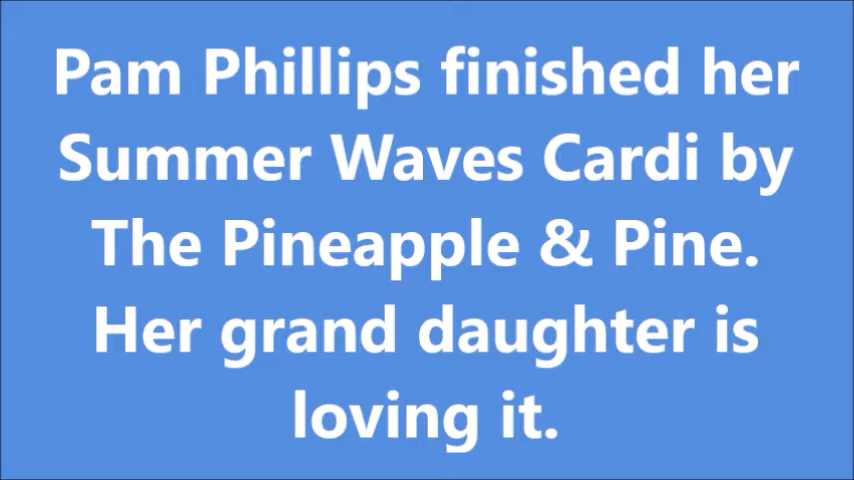 Pam Phillips finished her
Summer Waves Cardi by
The Pineapple & Pine.
Her grand daughter is
loving it.